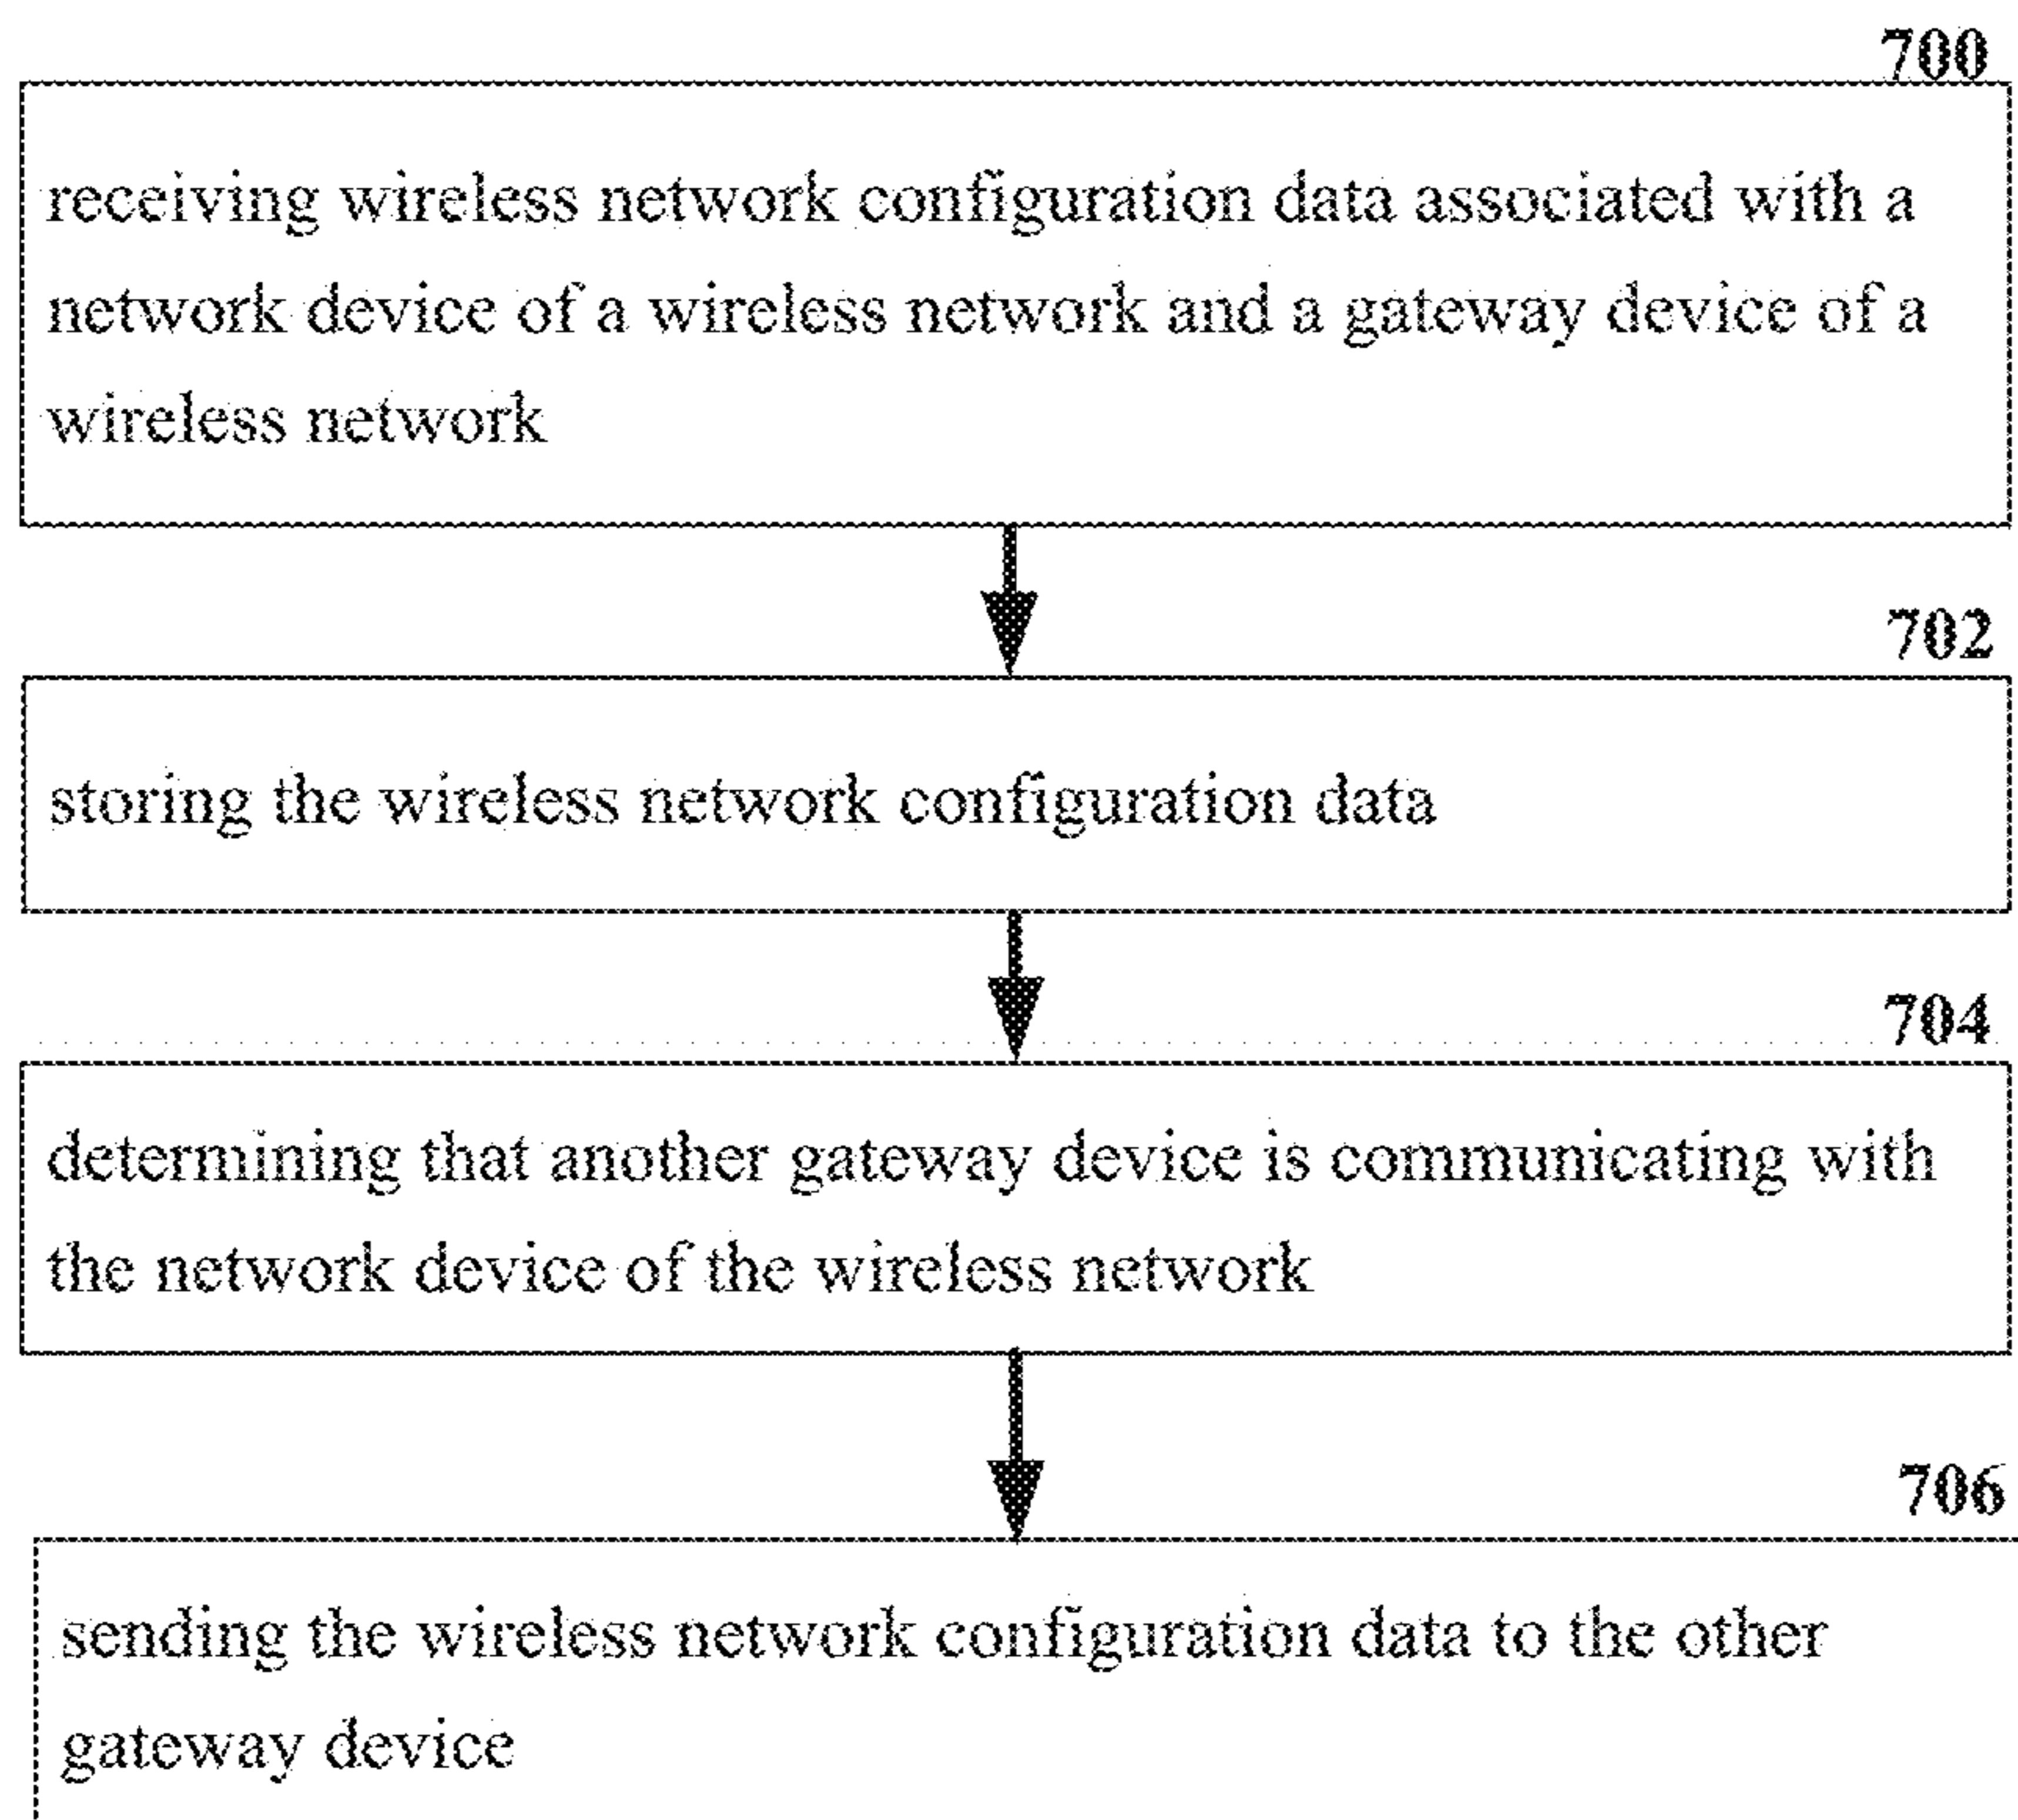 700
receiving wireless network configuration data associated with a
network device of a wireless network and a gateway device of a
wireless network
702
storing the wireless network configuration data
704
determining that another gateway device is communicating with
the network device of the wireless network
706
sending the wireless network configuration data to the other
gateway device